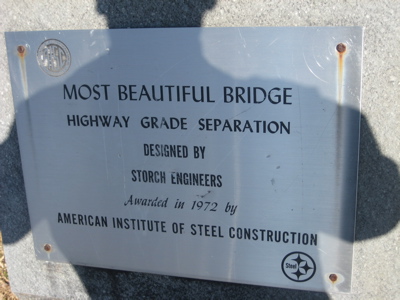 MOST BEAUTIFUL BRIDGE
HIGHWAY GRADE SEPARATION
DESIGNED BY
STORCH ENGINEERS
Awarded in 1972 by
AMERICAN INSTITUTE OF STEEL CONSTRUCTION
Steel